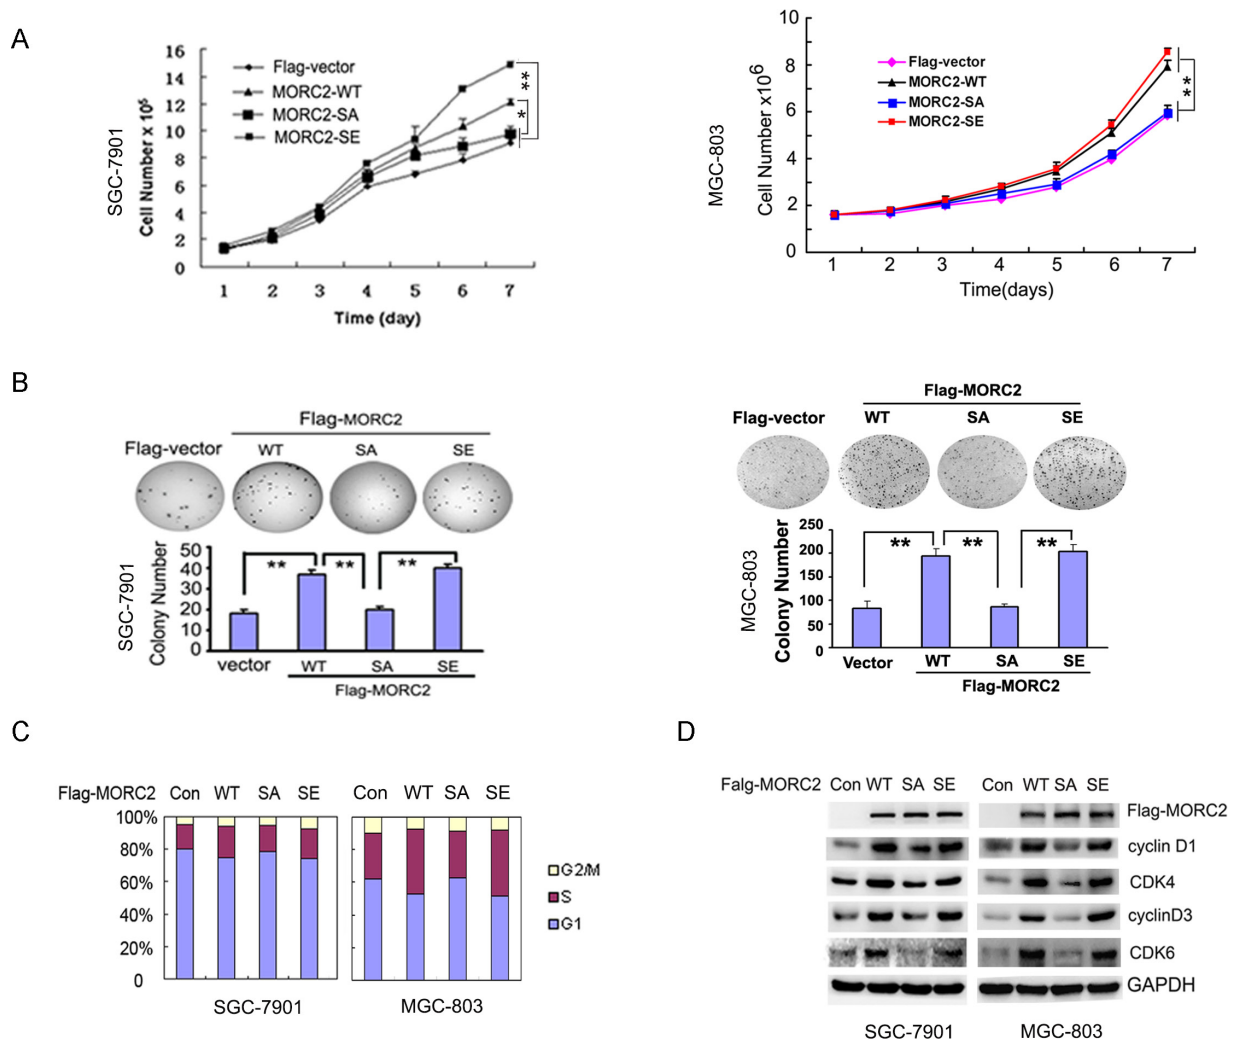 A
SGC-7901
Cell Number x 10⁵
16
14
12
10
8
6
4
2
0
Flag-vector
MORC2-WT
MORC2-SA
MORC2-SE
**
*
1 2 3 4 5 6 7
Time (day)
MGC-803
Cell Number x10⁶
10
8
6
4
2
0
Flag-vector
MORC2-WT
MORC2-SA
MORC2-SE
**
1 2 3 4 5 6 7
Time(days)
B
Flag-MORC2
Flag-vector WT SA SE
SGC-7901
Colony Number
50
40
30
20
10
0
** ** **
vector WT SA SE
Flag-MORC2
Flag-MORC2
Flag-vector WT SA SE
MGC-803
Colony Number
250
200
150
100
50
0
** ** **
Vector WT SA SE
Flag-MORC2
C
Flag-MORC2 Con WT SA SE Con WT SA SE
100%
80%
60%
40%
20%
0
G2/M
S
G1
SGC-7901 MGC-803
D
Falg-MORC2 Con WT SA SE Con WT SA SE
Flag-MORC2
cyclin D1
CDK4
cyclinD3
CDK6
GAPDH
SGC-7901 MGC-803